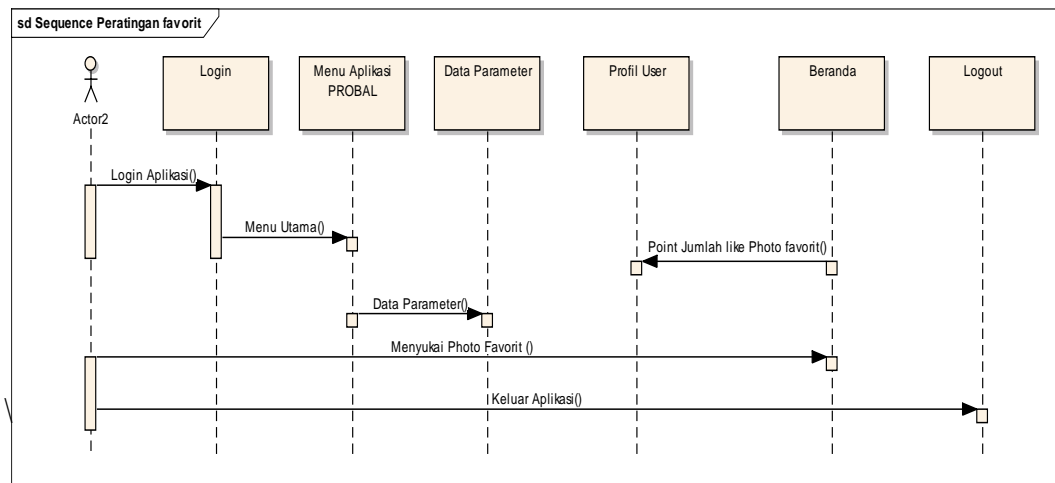 sd Sequence Peratingan favorit
Actor2
Login
Menu Aplikasi
PROBAL
Data Parameter
Profil User
Beranda
Logout
Login Aplikasi()
Menu Utama()
Point Jumlah like Photo favorit()
Data Parameter()
Menyukai Photo Favorit ()
Keluar Aplikasi()